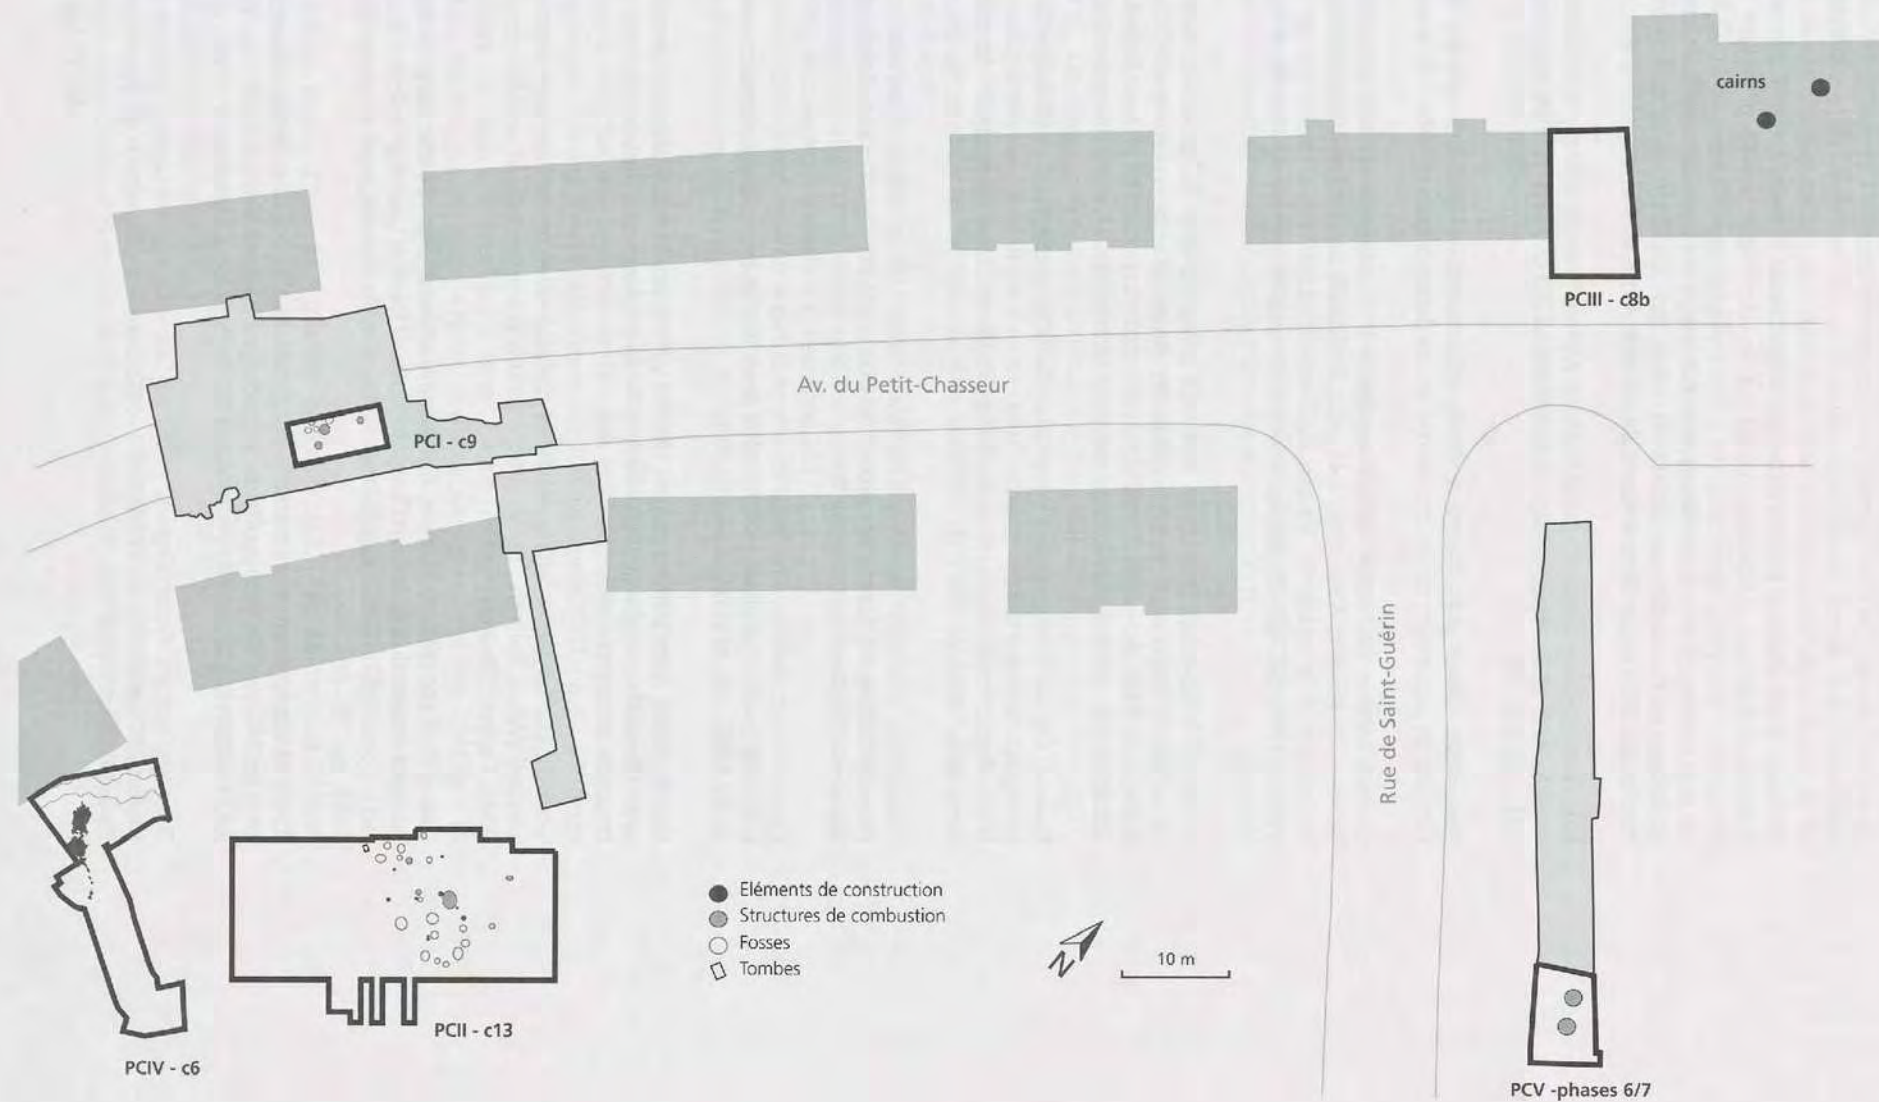 cairns
PCIII - c8b
Av. du Petit-Chasseur
PCI - c9
Rue de Saint-Guérin
Eléments de construction
Structures de combustion
Fosses
Tombes
N
10 m
PCII - c13
PCIV - c6
PCV -phases 6/7